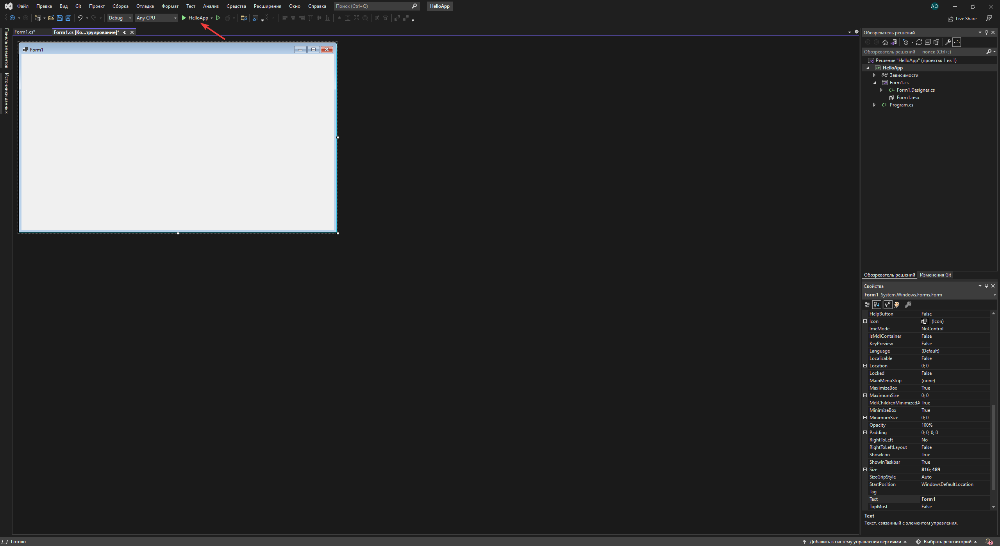 Файл Правка Вид Git Проект Сборка Отладка Формат Тест Анализ Средства Расширения Окно Справка Поиск (Ctrl+Q) HelloApp AO
Debug Any CPU HelloApp Live Share
Панель элементов
Источники данных
Form1.cs* Form1.cs [Ко...труирование]*
Form1
Обозреватель решений
Обозреватель решений — поиск (Ctrl+;)
Решение "HelloApp" (проекты: 1 из 1)
C# HelloApp
Зависимости
Form1.cs
C# Form1.Designer.cs
Form1.resx
C# Program.cs
Обозреватель решений Изменения Git
Свойства
Form1 System.Windows.Forms.Form
HelpButton False
Icon (Icon)
ImeMode NoControl
IsMdiContainer False
KeyPreview False
Language (Default)
Localizable False
Location 0; 0
Locked False
MainMenuStrip (none)
MaximizeBox True
MaximumSize 0; 0
MdiChildrenMinimizedA True
MinimizeBox True
MinimumSize 0; 0
Opacity 100%
Padding 0; 0; 0; 0
RightToLeft No
RightToLeftLayout False
ShowIcon True
ShowInTaskbar True
Size 816; 489
SizeGripStyle Auto
StartPosition WindowsDefaultLocation
Tag
Text Form1
TopMost False
Text
Текст, связанный с элементом управления.
Готово Добавить в систему управления версиями Выбрать репозиторий 2